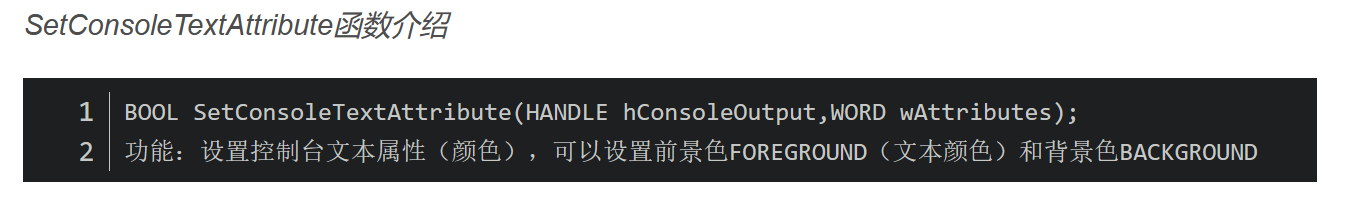 SetConsoleTextAttribute函数介绍
1 BOOL SetConsoleTextAttribute(HANDLE hConsoleOutput,WORD wAttributes);
2 功能：设置控制台文本属性（颜色），可以设置前景色FOREGROUND（文本颜色）和背景色BACKGROUND